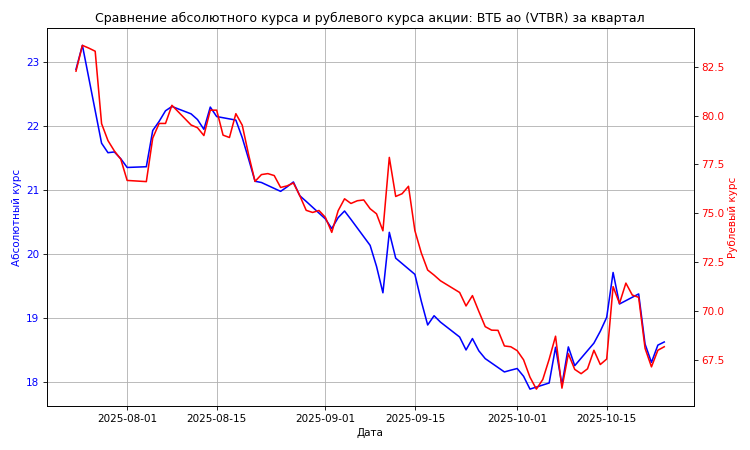 Сравнение абсолютного курса и рублевого курса акции: ВТБ ао (VTBR) за квартал
23
22
21
20
19
18
Абсолютный курс
82.5
80.0
77.5
75.0
72.5
70.0
67.5
Рублевый курс
2025-08-01 2025-08-15 2025-09-01 2025-09-15 2025-10-01 2025-10-15
Дата